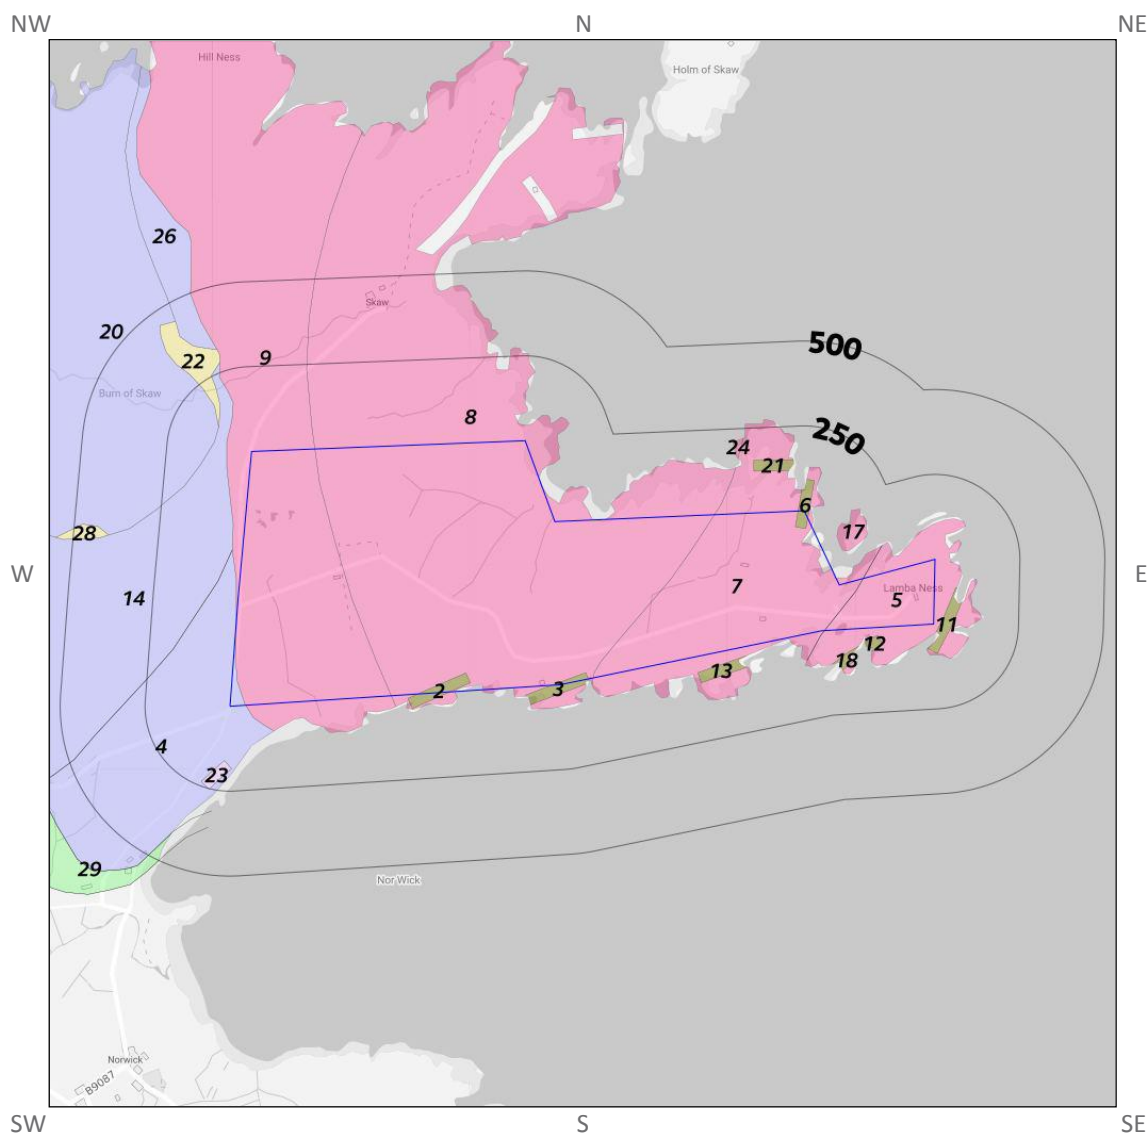 NW
N
NE
Hill Ness
Holm of Skaw
26
Skaw
20
500
9
22
Burn of Skaw
8
250
24
21
6
28
17
W
E
14
7
Lamba Ness
5
11
12
18
13
2
3
4
23
29
Nor Wick
Norwick
B9087
SW
S
SE